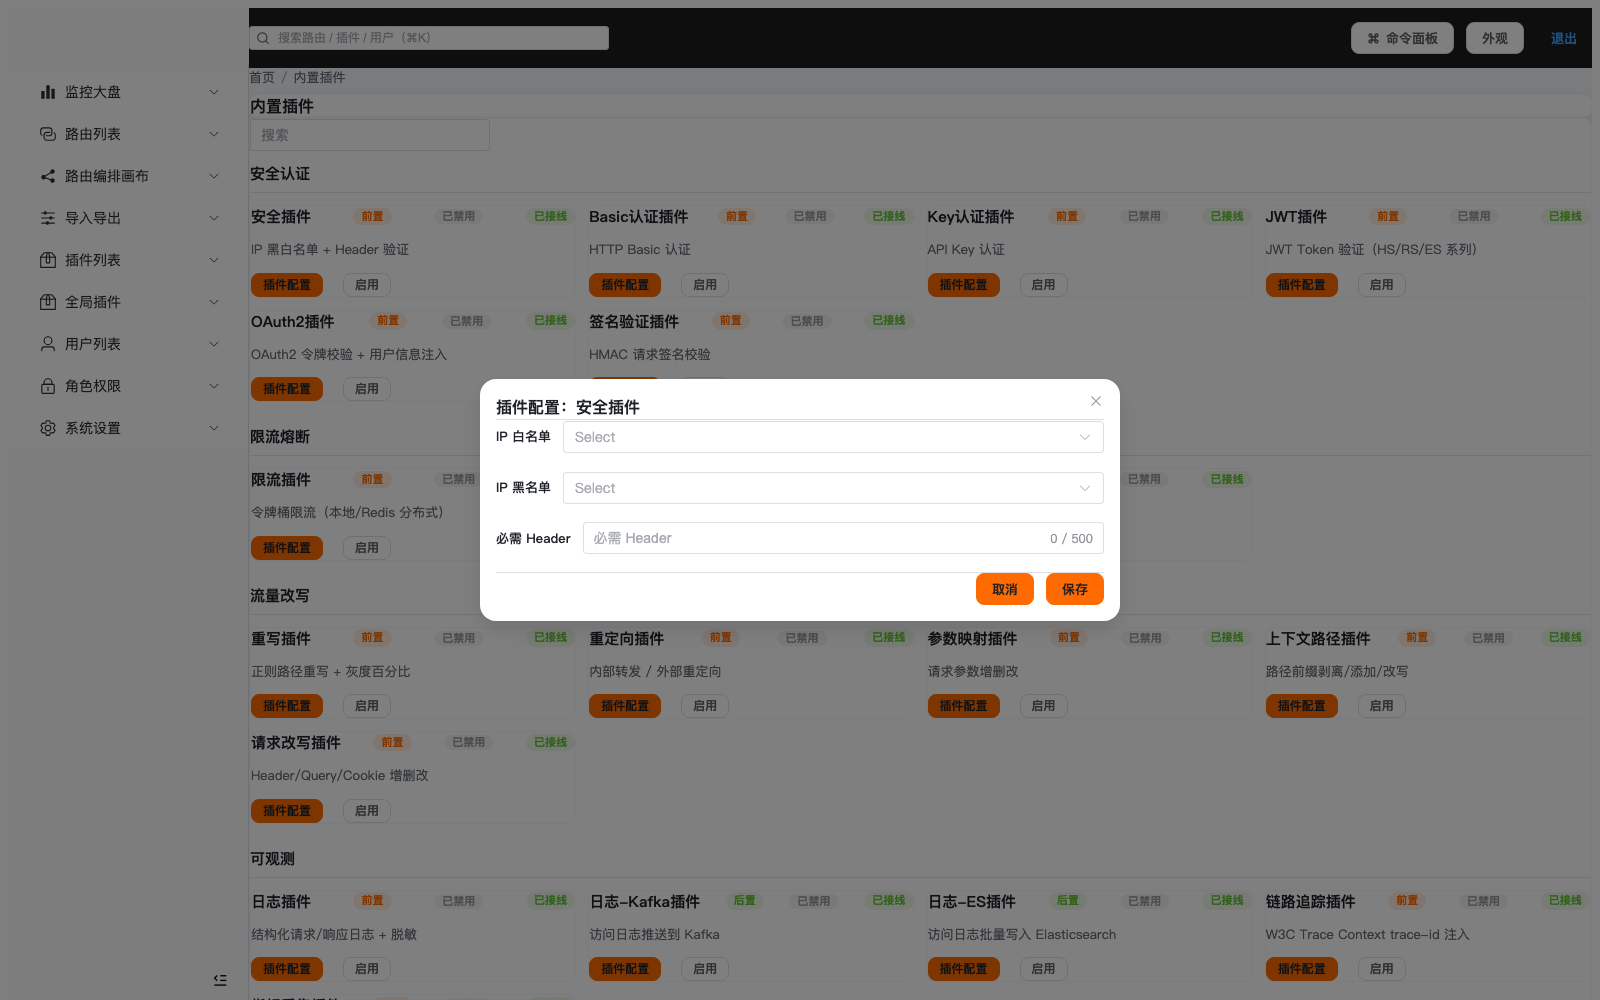 搜索路由 / 插件 / 用户（⌘K）
⌘ 命令面板
外观
退出
监控大盘
路由列表
路由编排画布
导入导出
插件列表
全局插件
用户列表
角色权限
系统设置
首页 / 内置插件
内置插件
搜索
安全认证
安全插件 前置 已禁用 已接线
IP 黑白名单 + Header 验证
插件配置 启用
Basic认证插件 前置 已禁用 已接线
HTTP Basic 认证
插件配置 启用
Key认证插件 前置 已禁用 已接线
API Key 认证
插件配置 启用
JWT插件 前置 已禁用 已接线
JWT Token 验证（HS/RS/ES 系列）
插件配置 启用
OAuth2插件 前置 已禁用 已接线
OAuth2 令牌校验 + 用户信息注入
插件配置 启用
签名验证插件 前置 已禁用 已接线
HMAC 请求签名校验
插件配置：安全插件
IP 白名单 Select
IP 黑名单 Select
必需 Header 必需 Header 0 / 500
取消 保存
限流熔断
限流插件 前置 已禁用
令牌桶限流（本地/Redis 分布式）
插件配置 启用
已禁用 已接线
流量改写
重写插件 前置 已禁用 已接线
正则路径重写 + 灰度百分比
插件配置 启用
重定向插件 前置 已禁用 已接线
内部转发 / 外部重定向
插件配置 启用
参数映射插件 前置 已禁用 已接线
请求参数增删改
插件配置 启用
上下文路径插件 前置 已禁用 已接线
路径前缀剥离/添加/改写
插件配置 启用
请求改写插件 前置 已禁用 已接线
Header/Query/Cookie 增删改
插件配置 启用
可观测
日志插件 前置 已禁用 已接线
结构化请求/响应日志 + 脱敏
插件配置 启用
日志-Kafka插件 后置 已禁用 已接线
访问日志推送到 Kafka
插件配置 启用
日志-ES插件 后置 已禁用 已接线
访问日志批量写入 Elasticsearch
插件配置 启用
链路追踪插件 前置 已禁用 已接线
W3C Trace Context trace-id 注入
插件配置 启用